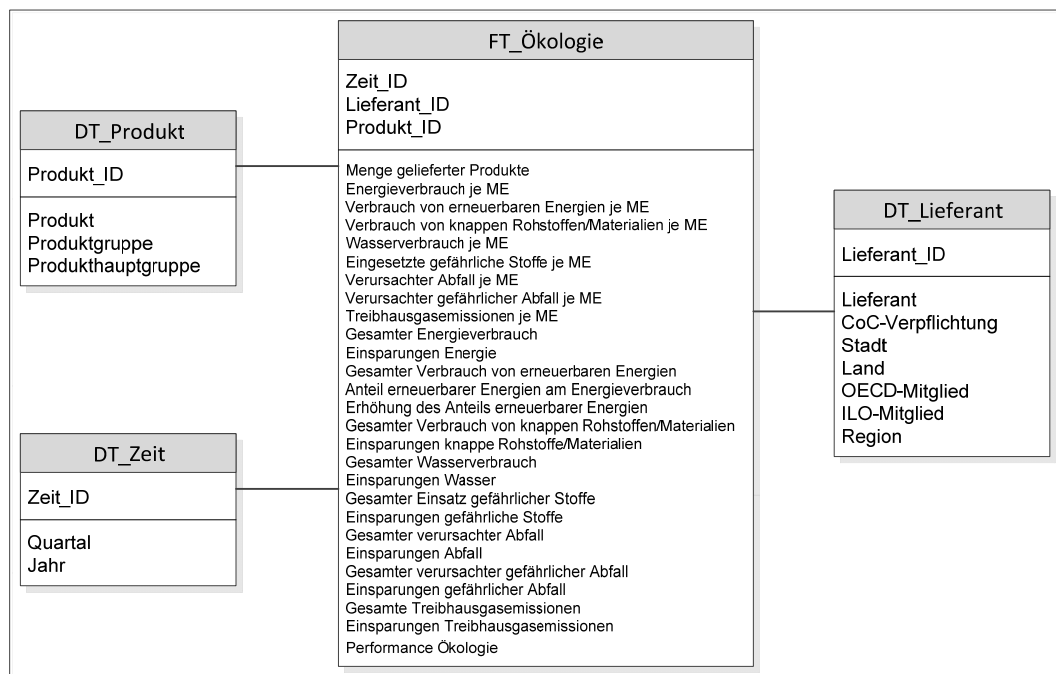 FT_Ökologie
Zeit_ID
Lieferant_ID
Produkt_ID
Menge gelieferter Produkte
Energieverbrauch je ME
Verbrauch von erneuerbaren Energien je ME
Verbrauch von knappen Rohstoffen/Materialien je ME
Wasserverbrauch je ME
Eingesetzte gefährliche Stoffe je ME
Verursachter Abfall je ME
Verursachter gefährlicher Abfall je ME
Treibhausgasemissionen je ME
Gesamter Energieverbrauch
Einsparungen Energie
Gesamter Verbrauch von erneuerbaren Energien
Anteil erneuerbarer Energien am Energieverbrauch
Erhöhung des Anteils erneuerbarer Energien
Gesamter Verbrauch von knappen Rohstoffen/Materialien
Einsparungen knappe Rohstoffe/Materialien
Gesamter Wasserverbrauch
Einsparungen Wasser
Gesamter Einsatz gefährlicher Stoffe
Einsparungen gefährliche Stoffe
Gesamter verursachter Abfall
Einsparungen Abfall
Gesamter verursachter gefährlicher Abfall
Einsparungen gefährlicher Abfall
Gesamte Treibhausgasemissionen
Einsparungen Treibhausgasemissionen
Performance Ökologie
DT_Produkt
Produkt_ID
Produkt
Produktgruppe
Produkthauptgruppe
DT_Zeit
Zeit_ID
Quartal
Jahr
DT_Lieferant
Lieferant_ID
Lieferant
CoC-Verpflichtung
Stadt
Land
OECD-Mitglied
ILO-Mitglied
Region